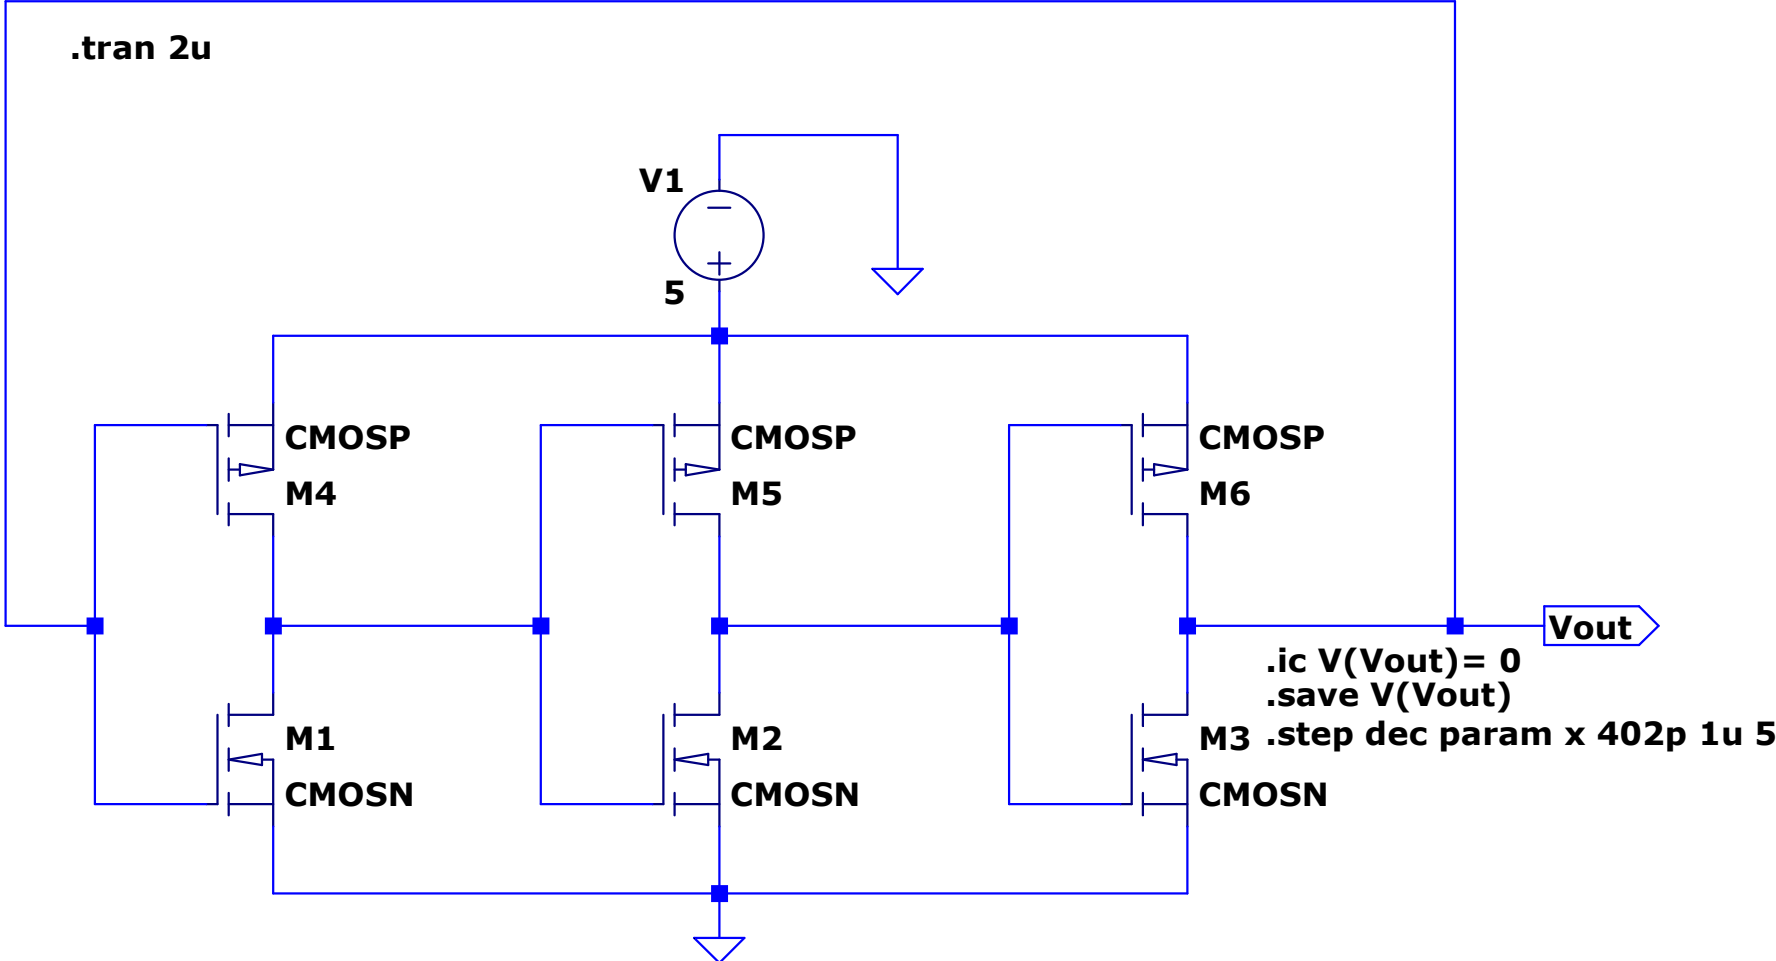 .tran 2u
V1
5
CMOSP
M4
CMOSP
M5
CMOSP
M6
Vout
.ic V(Vout)= 0
.save V(Vout)
.step dec param x 402p 1u 5
M1
CMOSN
M2
CMOSN
M3
CMOSN